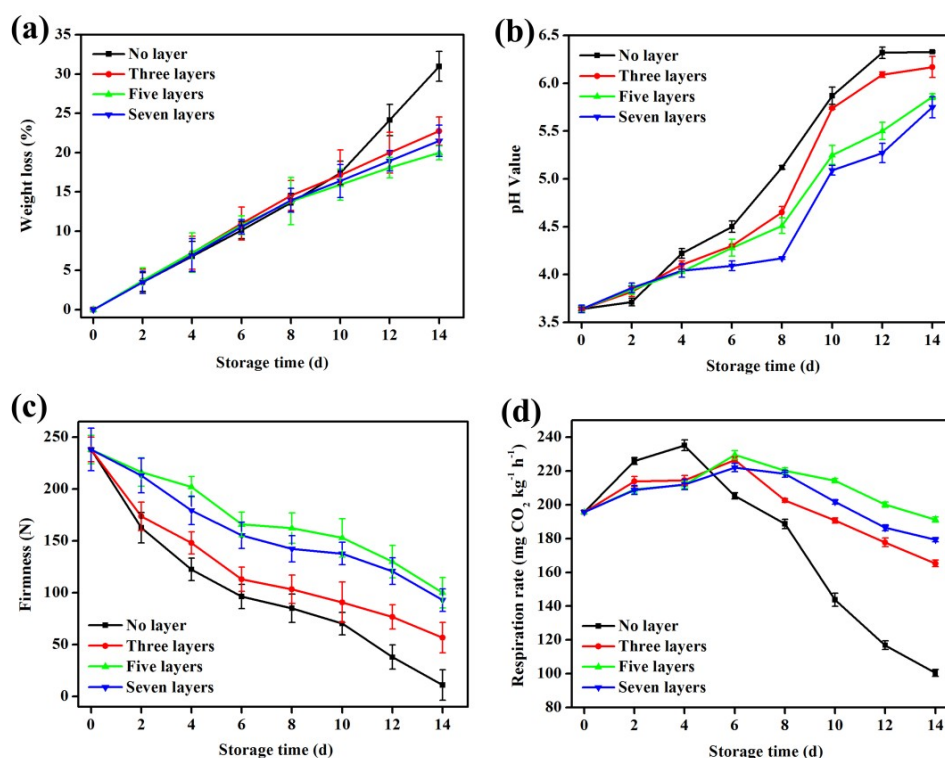 (a)
No layer
Three layers
Five layers
Seven layers
Weight loss (%)
35
30
25
20
15
10
5
0
0 2 4 6 8 10 12 14
Storage time (d)
(b)
No layer
Three layers
Five layers
Seven layers
pH Value
6.5
6.0
5.5
5.0
4.5
4.0
3.5
0 2 4 6 8 10 12 14
Storage time (d)
(c)
Firmness (N)
250
200
150
100
50
0
No layer
Three layers
Five layers
Seven layers
0 2 4 6 8 10 12 14
Storage time (d)
(d)
Respiration rate (mg CO₂ kg⁻¹ h⁻¹)
240
220
200
180
160
140
120
100
80
No layer
Three layers
Five layers
Seven layers
0 2 4 6 8 10 12 14
Storage time (d)